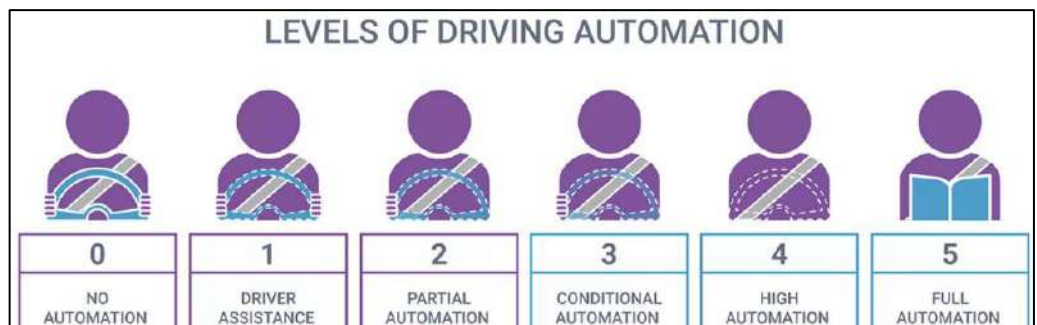 LEVELS OF DRIVING AUTOMATION
0
1
2
3
4
5
NO
AUTOMATION
DRIVER
ASSISTANCE
PARTIAL
AUTOMATION
CONDITIONAL
AUTOMATION
HIGH
AUTOMATION
FULL
AUTOMATION